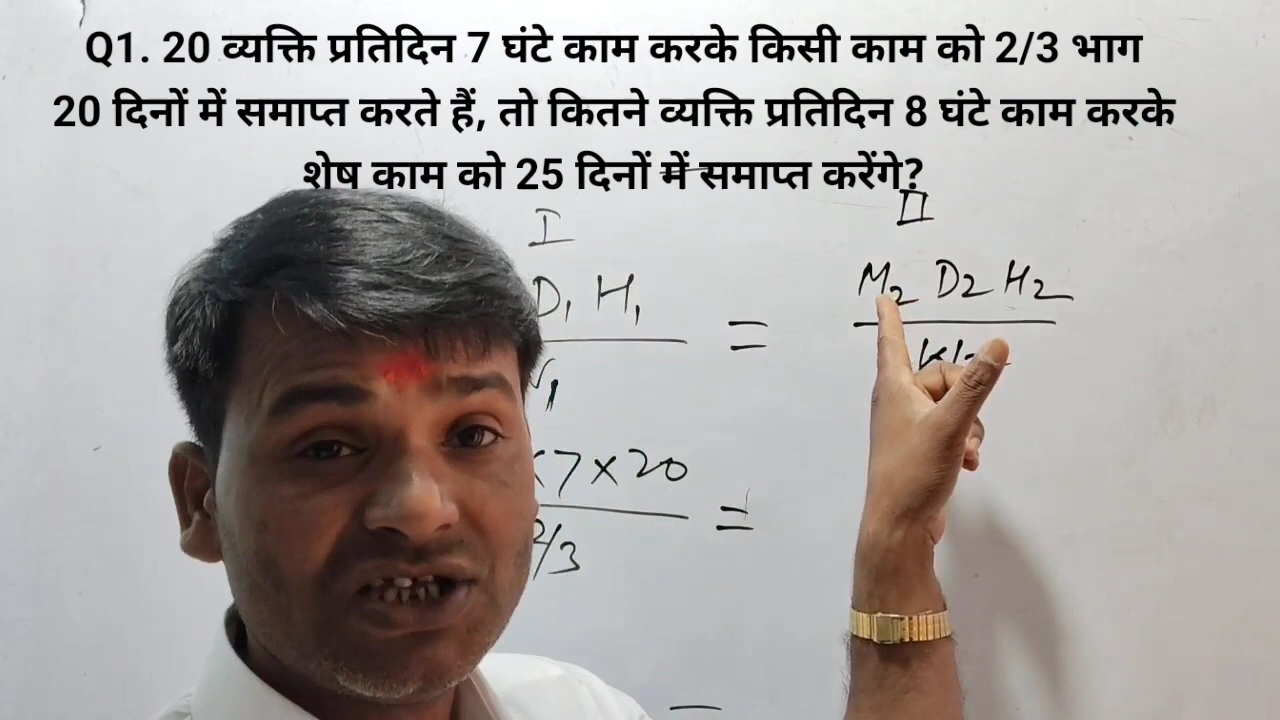 Q1. 20 व्यक्ति प्रतिदिन 7 घंटे काम करके किसी काम को 2/3 भाग
20 दिनों में समाप्त करते हैं, तो कितने व्यक्ति प्रतिदिन 8 घंटे काम करके
शेष काम को 25 दिनों में समाप्त करेंगे?
I II
D₁ H₁ = M₂ D₂ H₂
7×20 =
2/3